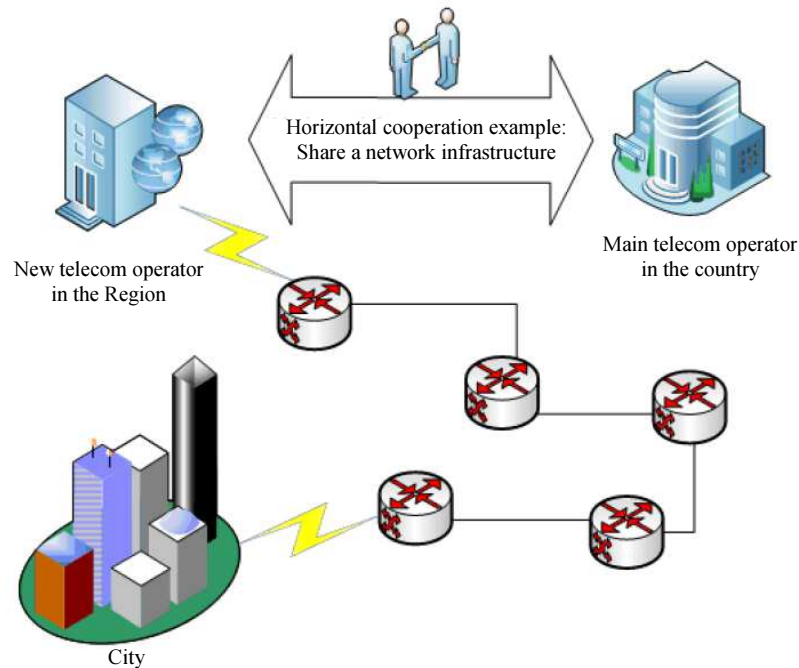 Horizontal cooperation example:
Share a network infrastructure
New telecom operator
in the Region
Main telecom operator
in the country
City